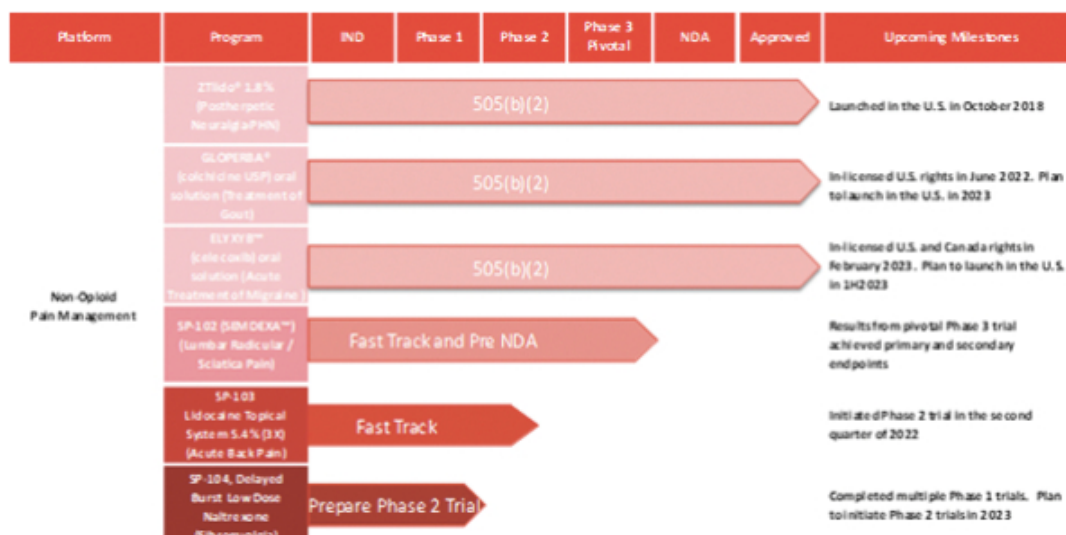 Platform
Program
IND
Phase 1
Phase 2
Phase 3
Pivotal
NDA
Approved
Upcoming Milestones
Non-Opioid
Pain Management
ZTlido® 1.8%
(Postherpetic
Neuralgia-PHN)
505(b)(2)
Launched in the U.S. in October 2018
GLOPERBA®
(colchicine USP) oral
solution (Treatment of
Gout)
505(b)(2)
In-licensed U.S. rights in June 2022. Plan
to launch in the U.S. in 2023
ELYXYB™
(celecoxib) oral
solution (Acute
Treatment of Migraine )
505(b)(2)
In-licensed U.S. and Canada rights in
February 2023. Plan to launch in the U.S.
in 1H2023
SP-102 (SEMDEXA™)
(Lumbar Radicular /
Sciatica Pain)
Fast Track and Pre NDA
Results from pivotal Phase 3 trial
achieved primary and secondary
endpoints
SP-103
Lidocaine Topical
System 5.4% (3X)
(Acute Back Pain)
Fast Track
Initiated Phase 2 trial in the second
quarter of 2022
SP-104, Delayed
Burst Low Dose
Naltrexone
Prepare Phase 2 Trial
Completed multiple Phase 1 trials. Plan
to initiate Phase 2 trials in 2023